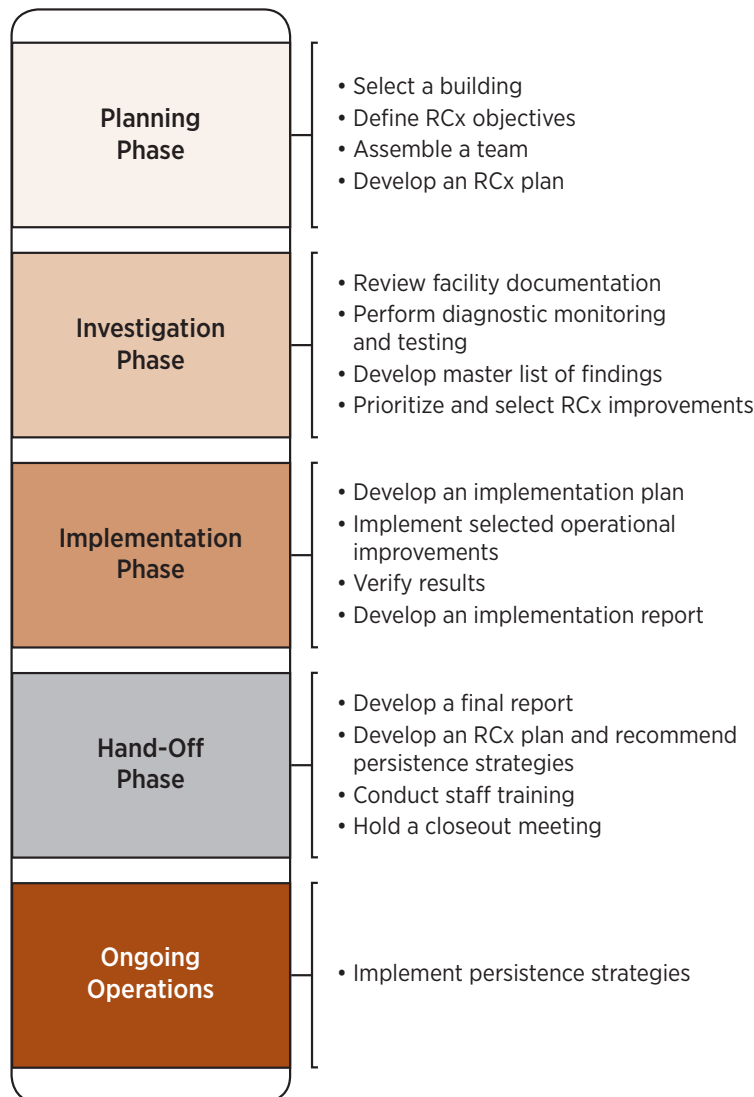 Planning
Phase
• Select a building
• Define RCx objectives
• Assemble a team
• Develop an RCx plan
Investigation
Phase
• Review facility documentation
• Perform diagnostic monitoring
and testing
• Develop master list of findings
• Prioritize and select RCx improvements
Implementation
Phase
• Develop an implementation plan
• Implement selected operational
improvements
• Verify results
• Develop an implementation report
Hand-Off
Phase
• Develop a final report
• Develop an RCx plan and recommend
persistence strategies
• Conduct staff training
• Hold a closeout meeting
Ongoing
Operations
• Implement persistence strategies